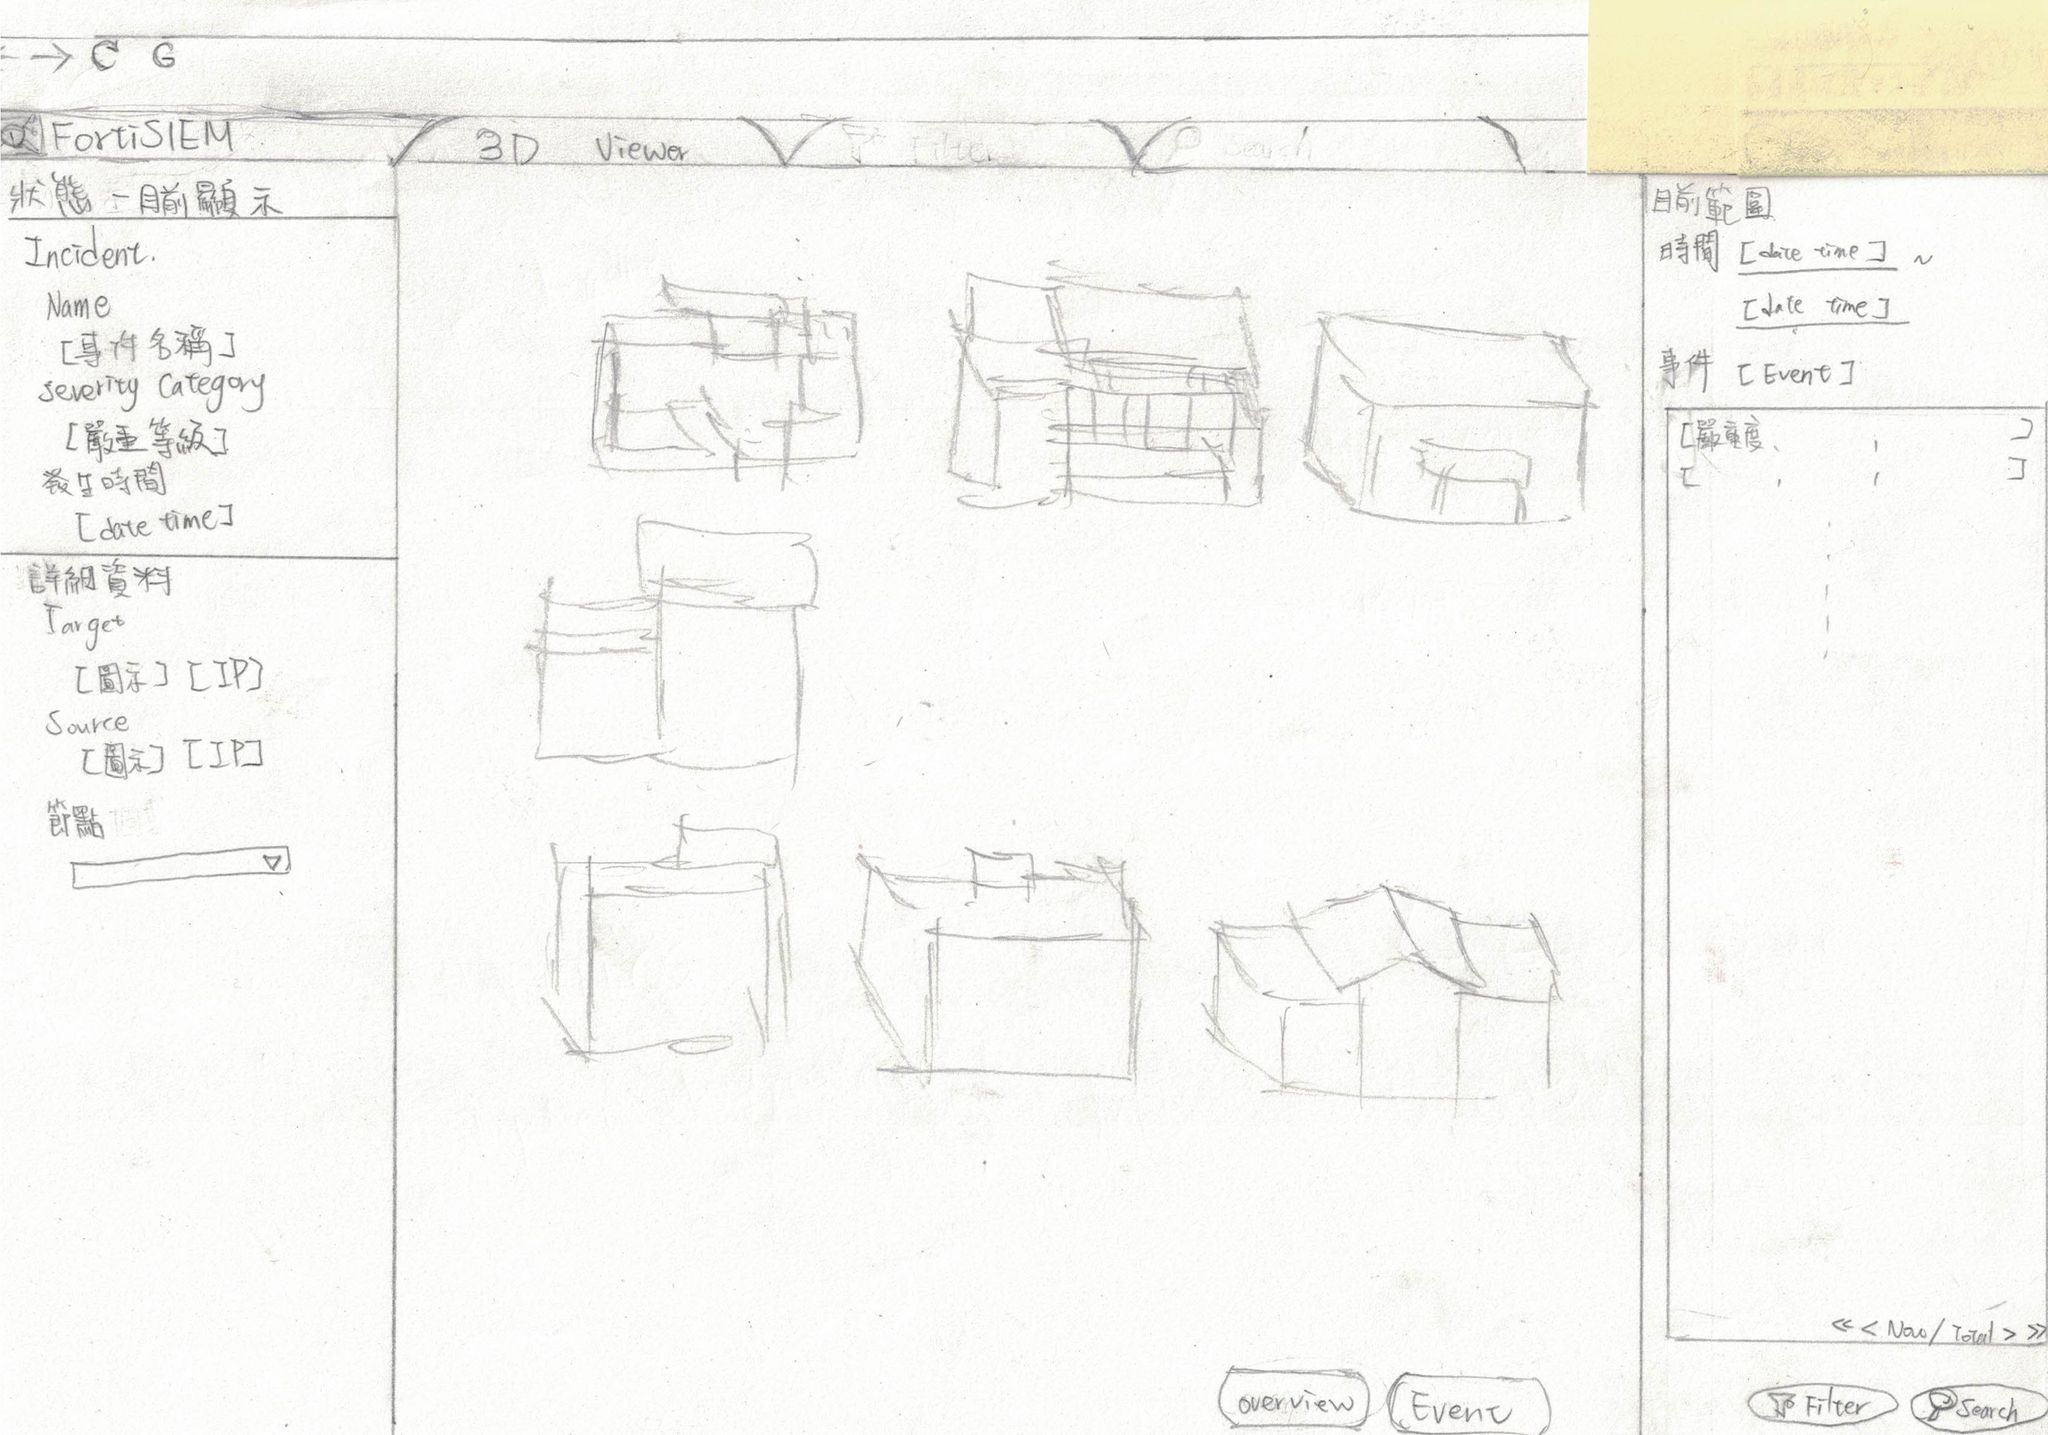 ← → C G
FortiSIEM
3D Viewer
Filter
Search
狀態 - 目前顯示
Incident.
Name
[事件名稱]
Severity Category
[嚴重等級]
發生時間
[date time]
詳細資料
Target
[圖示] [IP]
Source
[圖示] [IP]
節點
overview
Event
目前範圍
時間 [date time] ~
[date time]
事件 [Event]
[嚴重度, , ]
[ , , ]
<< < Now / Total > >>
Filter
Search